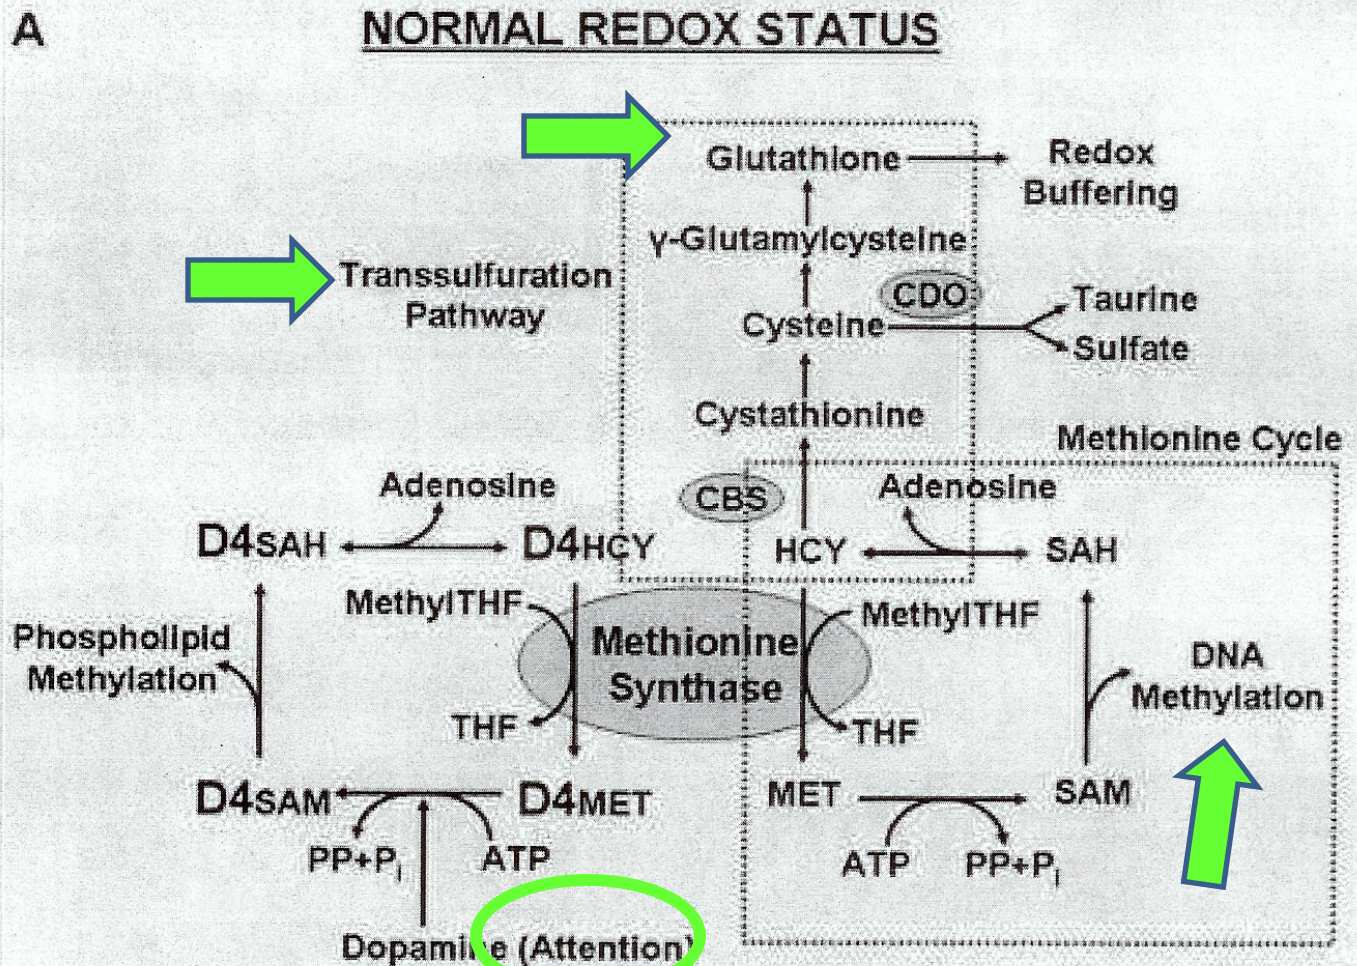 A
NORMAL REDOX STATUS
Glutathione
Redox
Buffering
γ-Glutamylcysteine
CDO
Transsulfuration
Pathway
Cysteine
Taurine
Sulfate
Cystathionine
Methionine Cycle
Adenosine
CBS
Adenosine
D4SAH
D4HCY
HCY
SAH
MethylTHF
MethylTHF
Phospholipid
Methylation
Methionine
Synthase
DNA
Methylation
THF
THF
D4SAM
D4MET
MET
SAM
PP+Pi
ATP
ATP
PP+Pi
Dopamine (Attention)